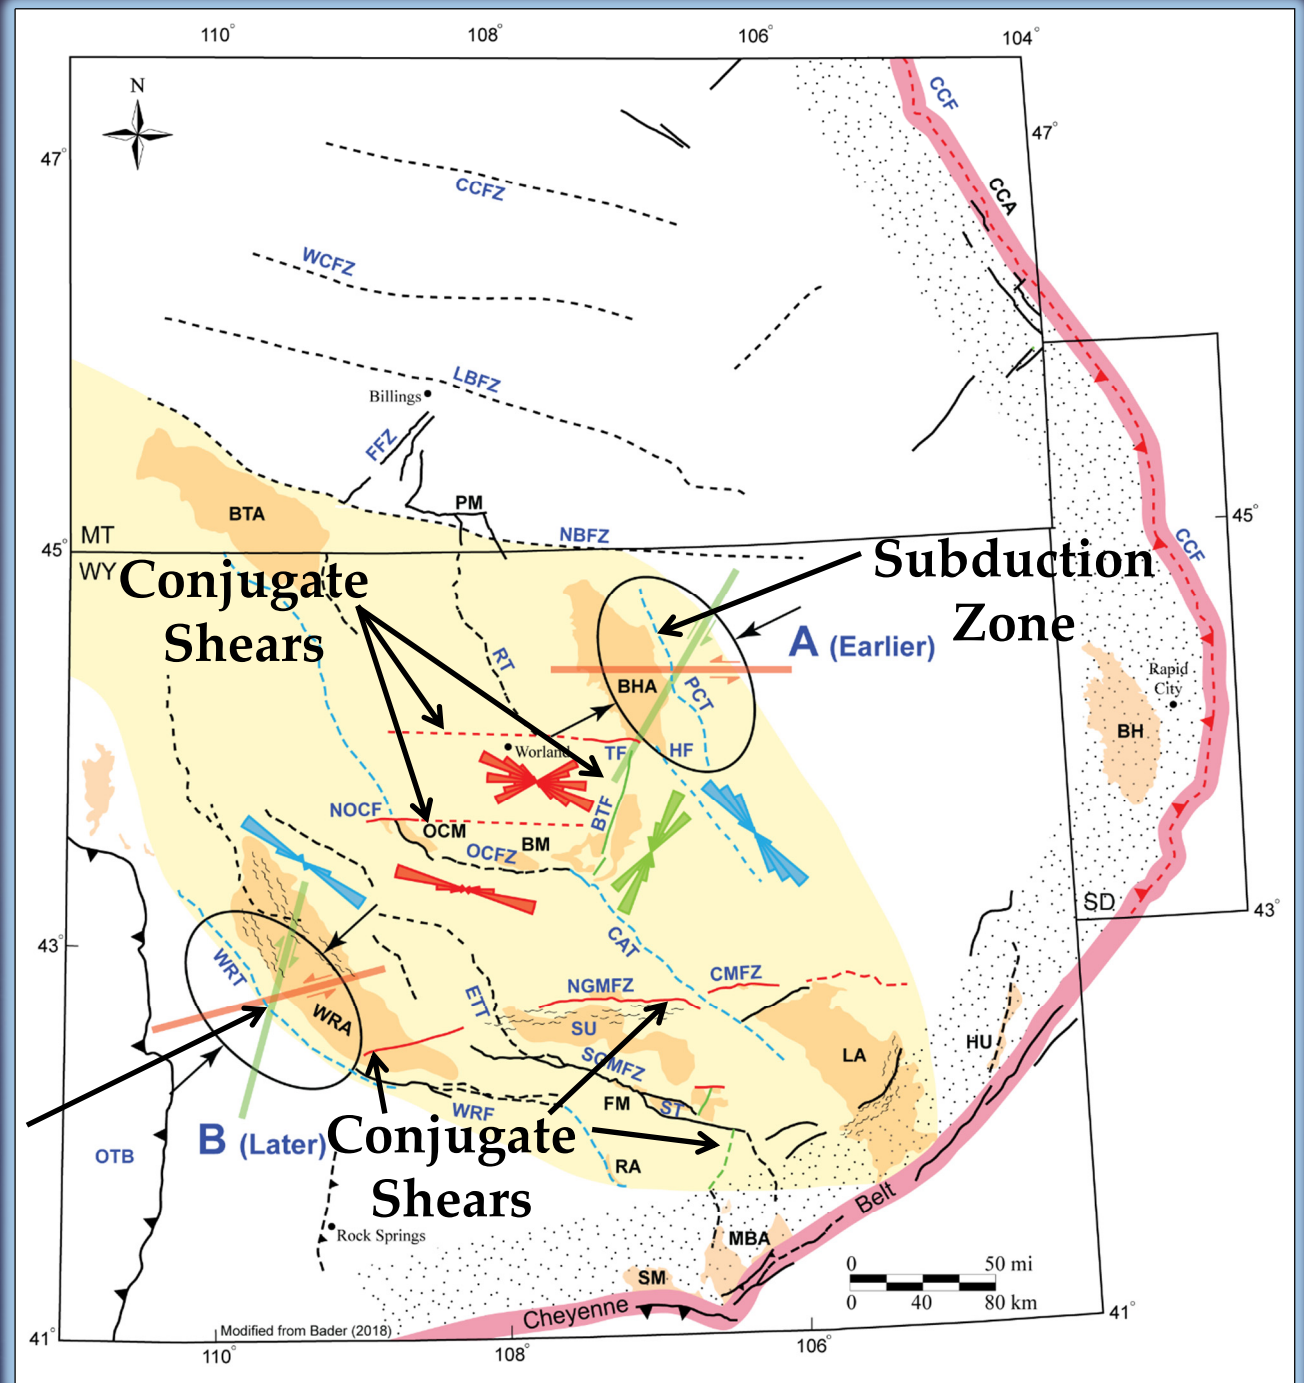 110°
108°
106°
104°
N
CCF
47°
47°
CCA
CCFZ
WCFZ
LBFZ
Billings
FFZ
BTA
PM
NBFZ
MT
45°
WY
45°
CCF
Conjugate
Shears
Subduction
Zone
A (Earlier)
RT
BHA
PCT
Rapid
City
BH
Worland
TF
HF
NOCF
OCM
BTF
BM
OCFZ
SD
43°
43°
WRT
CAT
ETT
NGMFZ
CMFZ
WRA
SU
SGMFZ
LA
HU
FM
ST
WRF
OTB
B (Later)
Conjugate
Shears
RA
Belt
Rock Springs
MBA
SM
0
50 mi
0
40
80 km
Cheyenne
Modified from Bader (2018)
41°
41°
110°
108°
106°